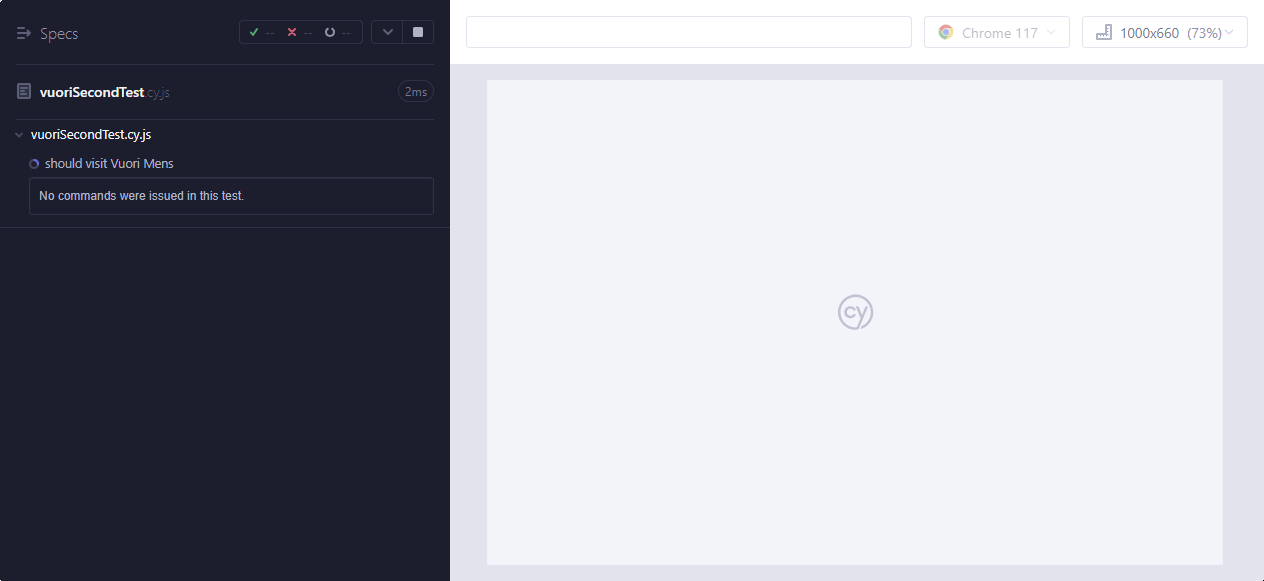 Specs
-- -- --
Chrome 117
1000x660 (73%)
vuoriSecondTest.cy.js
2ms
vuoriSecondTest.cy.js
should visit Vuori Mens
No commands were issued in this test.
cy